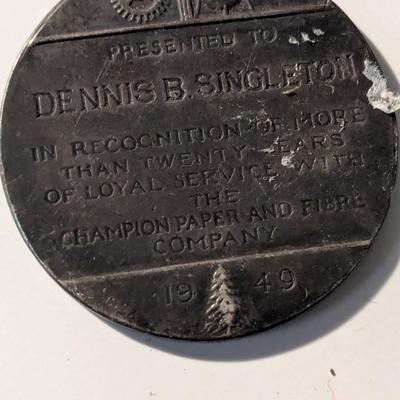 PRESENTED TO
DENNIS B. SINGLETON
IN RECOGNITION OF MORE
THAN TWENTY YEARS
OF LOYAL SERVICE WITH
THE
CHAMPION PAPER AND FIBRE
COMPANY
19 49